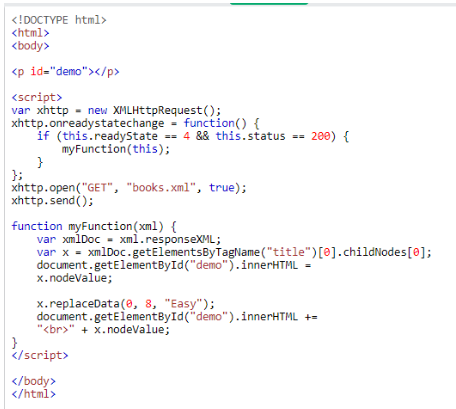 <!DOCTYPE html>
<html>
<body>
<p id="demo"></p>
<script>
var xhttp = new XMLHttpRequest();
xhttp.onreadystatechange = function() {
    if (this.readyState == 4 && this.status == 200) {
        myFunction(this);
    }
};
xhttp.open("GET", "books.xml", true);
xhttp.send();
function myFunction(xml) {
    var xmlDoc = xml.responseXML;
    var x = xmlDoc.getElementsByTagName("title")[0].childNodes[0];
    document.getElementById("demo").innerHTML =
    x.nodeValue;
    x.replaceData(0, 8, "Easy");
    document.getElementById("demo").innerHTML +=
    "<br>" + x.nodeValue;
}
</script>
</body>
</html>